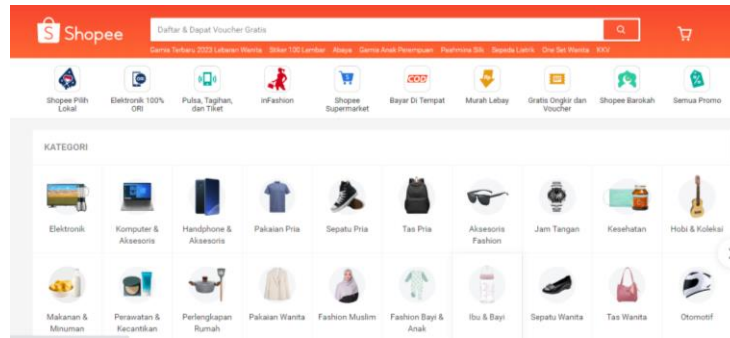 Shopee
Daftar & Dapat Voucher Gratis
Gamis Terbaru 2023 Lebaran Wanita Stiker 100 Lembar Abaya Gamis Anak Perempuan Pashmina Silk Sepeda Listrik One Set Wanita KKV
Shopee Pilih Lokal
Elektronik 100% ORI
Pulsa, Tagihan, dan Tiket
inFashion
Shopee Supermarket
COD
Bayar Di Tempat
Murah Lebay
Gratis Ongkir dan Voucher
Shopee Barokah
Semua Promo
KATEGORI
Elektronik
Komputer & Aksesoris
Handphone & Aksesoris
Pakaian Pria
Sepatu Pria
Tas Pria
Aksesoris Fashion
Jam Tangan
Kesehatan
Hobi & Koleksi
Makanan & Minuman
Perawatan & Kecantikan
Perlengkapan Rumah
Pakaian Wanita
Fashion Muslim
Fashion Bayi & Anak
Ibu & Bayi
Sepatu Wanita
Tas Wanita
Otomotif